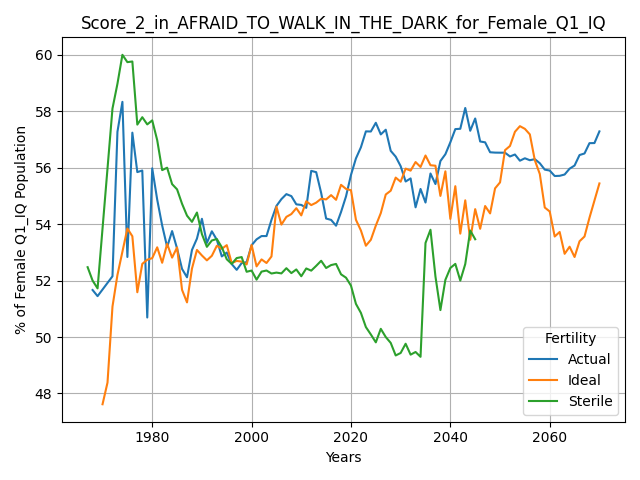 Score_2_in_AFRAID_TO_WALK_IN_THE_DARK_for_Female_Q1_IQ
% of Female Q1_IQ Population
60
58
56
54
52
50
48
1980
2000
2020
2040
2060
Years
Fertility
Actual
Ideal
Sterile